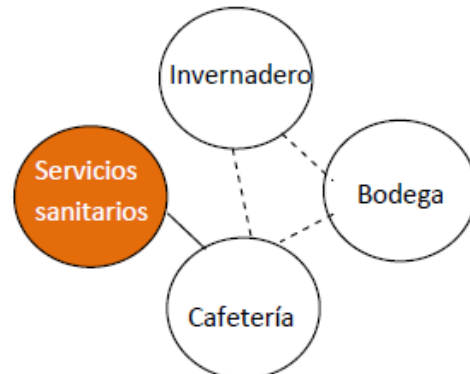 Invernadero
Servicios
sanitarios
Bodega
Cafetería